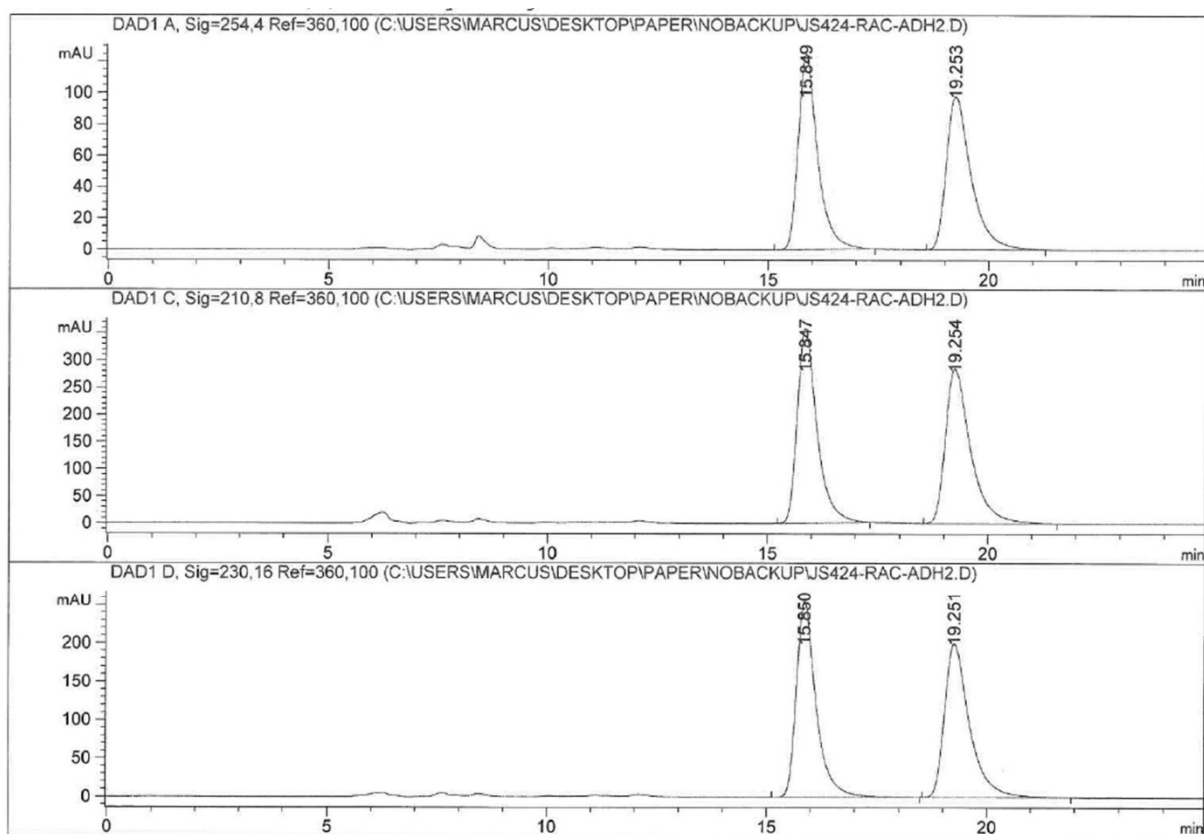 DAD1 A, Sig=254,4 Ref=360,100 (C:\USERS\MARCUS\DESKTOP\PAPER\NOBACKUP\JS424-RAC-ADH2.D)
mAU
15.849
19.253
100
80
60
40
20
0
0 5 10 15 20 min
DAD1 C, Sig=210,8 Ref=360,100 (C:\USERS\MARCUS\DESKTOP\PAPER\NOBACKUP\JS424-RAC-ADH2.D)
mAU
15.847
19.254
300
250
200
150
100
50
0
0 5 10 15 20 min
DAD1 D, Sig=230,16 Ref=360,100 (C:\USERS\MARCUS\DESKTOP\PAPER\NOBACKUP\JS424-RAC-ADH2.D)
mAU
15.850
19.251
200
150
100
50
0
0 5 10 15 20 min